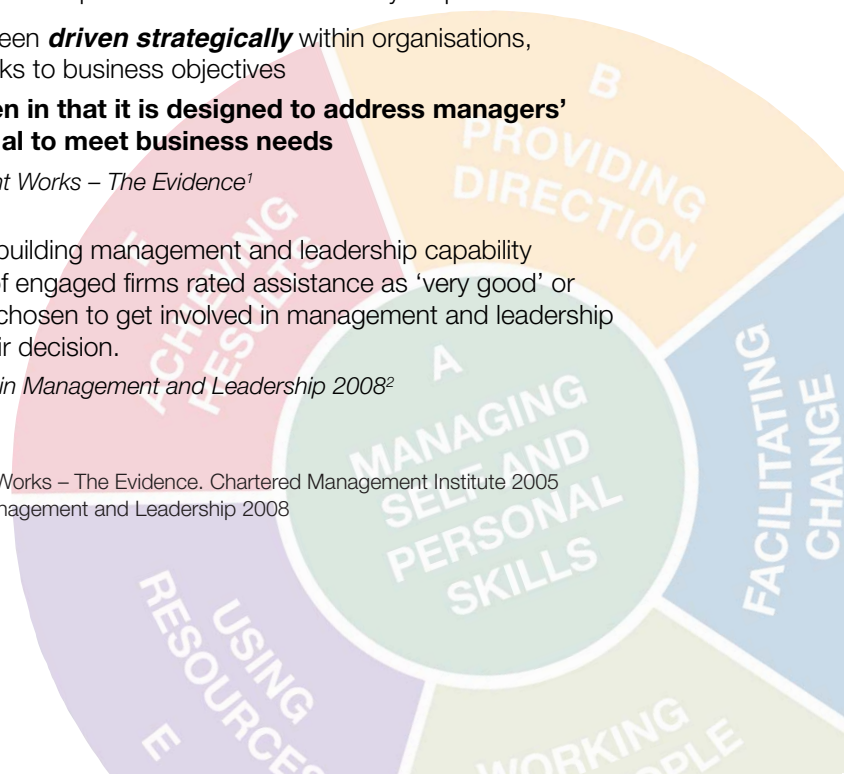 een driven strategically within organisations,
ks to business objectives
en in that it is designed to address managers’
al to meet business needs
nt Works – The Evidence1
building management and leadership capability
of engaged firms rated assistance as ‘very good’ or
chosen to get involved in management and leadership
ir decision.
in Management and Leadership 20082
Works – The Evidence. Chartered Management Institute 2005
nagement and Leadership 2008
B
PROVIDING
DIRECTION
F
ACHIEVING
RESULTS
A
MANAGING
SELF AND
PERSONAL
SKILLS
FACILITATING
CHANGE
USING
RESOURCES
E
WORKING